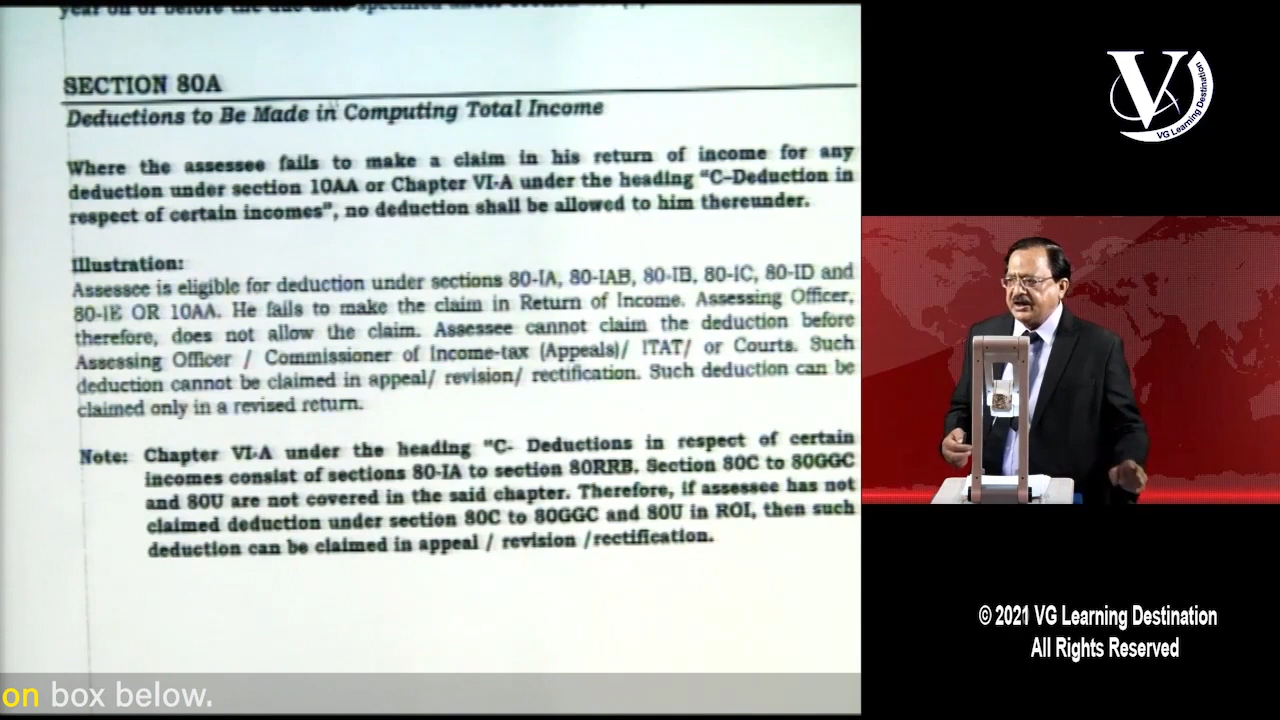 year on or before the due date specified under section
SECTION 80A
Deductions to Be Made in Computing Total Income
Where the assessee fails to make a claim in his return of income for any
deduction under section 10AA or Chapter VI-A under the heading "C–Deduction in
respect of certain incomes", no deduction shall be allowed to him thereunder.
Illustration:
Assessee is eligible for deduction under sections 80-IA, 80-IAB, 80-IB, 80-IC, 80-ID and
80-IE OR 10AA. He fails to make the claim in Return of Income. Assessing Officer,
therefore, does not allow the claim. Assessee cannot claim the deduction before
Assessing Officer / Commissioner of Income-tax (Appeals)/ ITAT/ or Courts. Such
deduction cannot be claimed in appeal/ revision/ rectification. Such deduction can be
claimed only in a revised return.
Note: Chapter VI-A under the heading "C- Deductions in respect of certain
incomes consist of sections 80-IA to section 80RRB. Section 80C to 80GGC
and 80U are not covered in the said chapter. Therefore, if assessee has not
claimed deduction under section 80C to 80GGC and 80U in ROI, then such
deduction can be claimed in appeal / revision /rectification.
on box below.
V
VG Learning Destination
© 2021 VG Learning Destination
All Rights Reserved